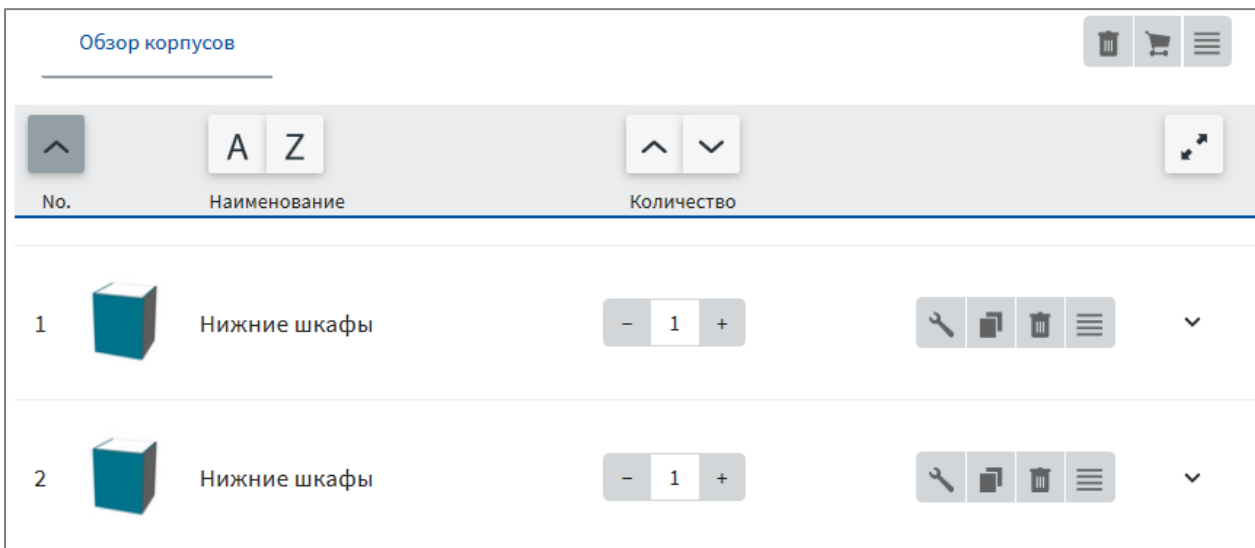 Обзор корпусов
A Z
No. Наименование Количество
1 Нижние шкафы − 1 +
2 Нижние шкафы − 1 +